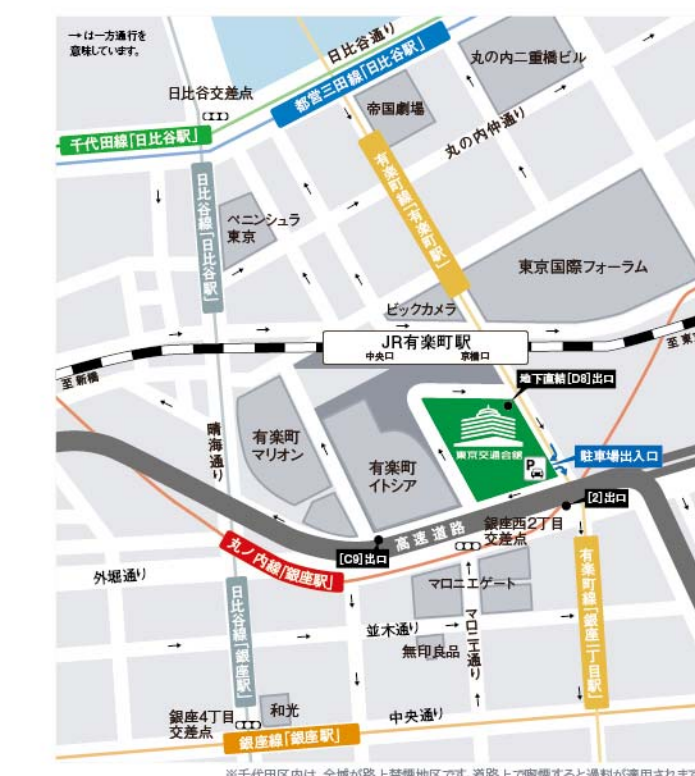 →は一方通行を
意味しています。
日比谷通り
丸の内二重橋ビル
日比谷交差点
都営三田線「日比谷駅」
帝国劇場
千代田線「日比谷駅」
丸の内仲通り
有楽町線「有楽町駅」
日比谷線「日比谷駅」
ペニンシュラ
東京
東京国際フォーラム
ビックカメラ
JR有楽町駅
中央口
京橋口
至新橋
至東
地下直結[D8]出口
晴海通り
有楽町
マリオン
有楽町
イトシア
東京交通会館
P
駐車場出入口
[2]出口
高速道路
銀座西2丁目
交差点
[C9]出口
丸ノ内線「銀座駅」
外堀通り
マロニエゲート
有楽町線「銀座一丁目駅」
日比谷線「銀座駅」
並木通り
マロニエ通り
無印良品
銀座4丁目
交差点
和光
中央通り
銀座線「銀座駅」